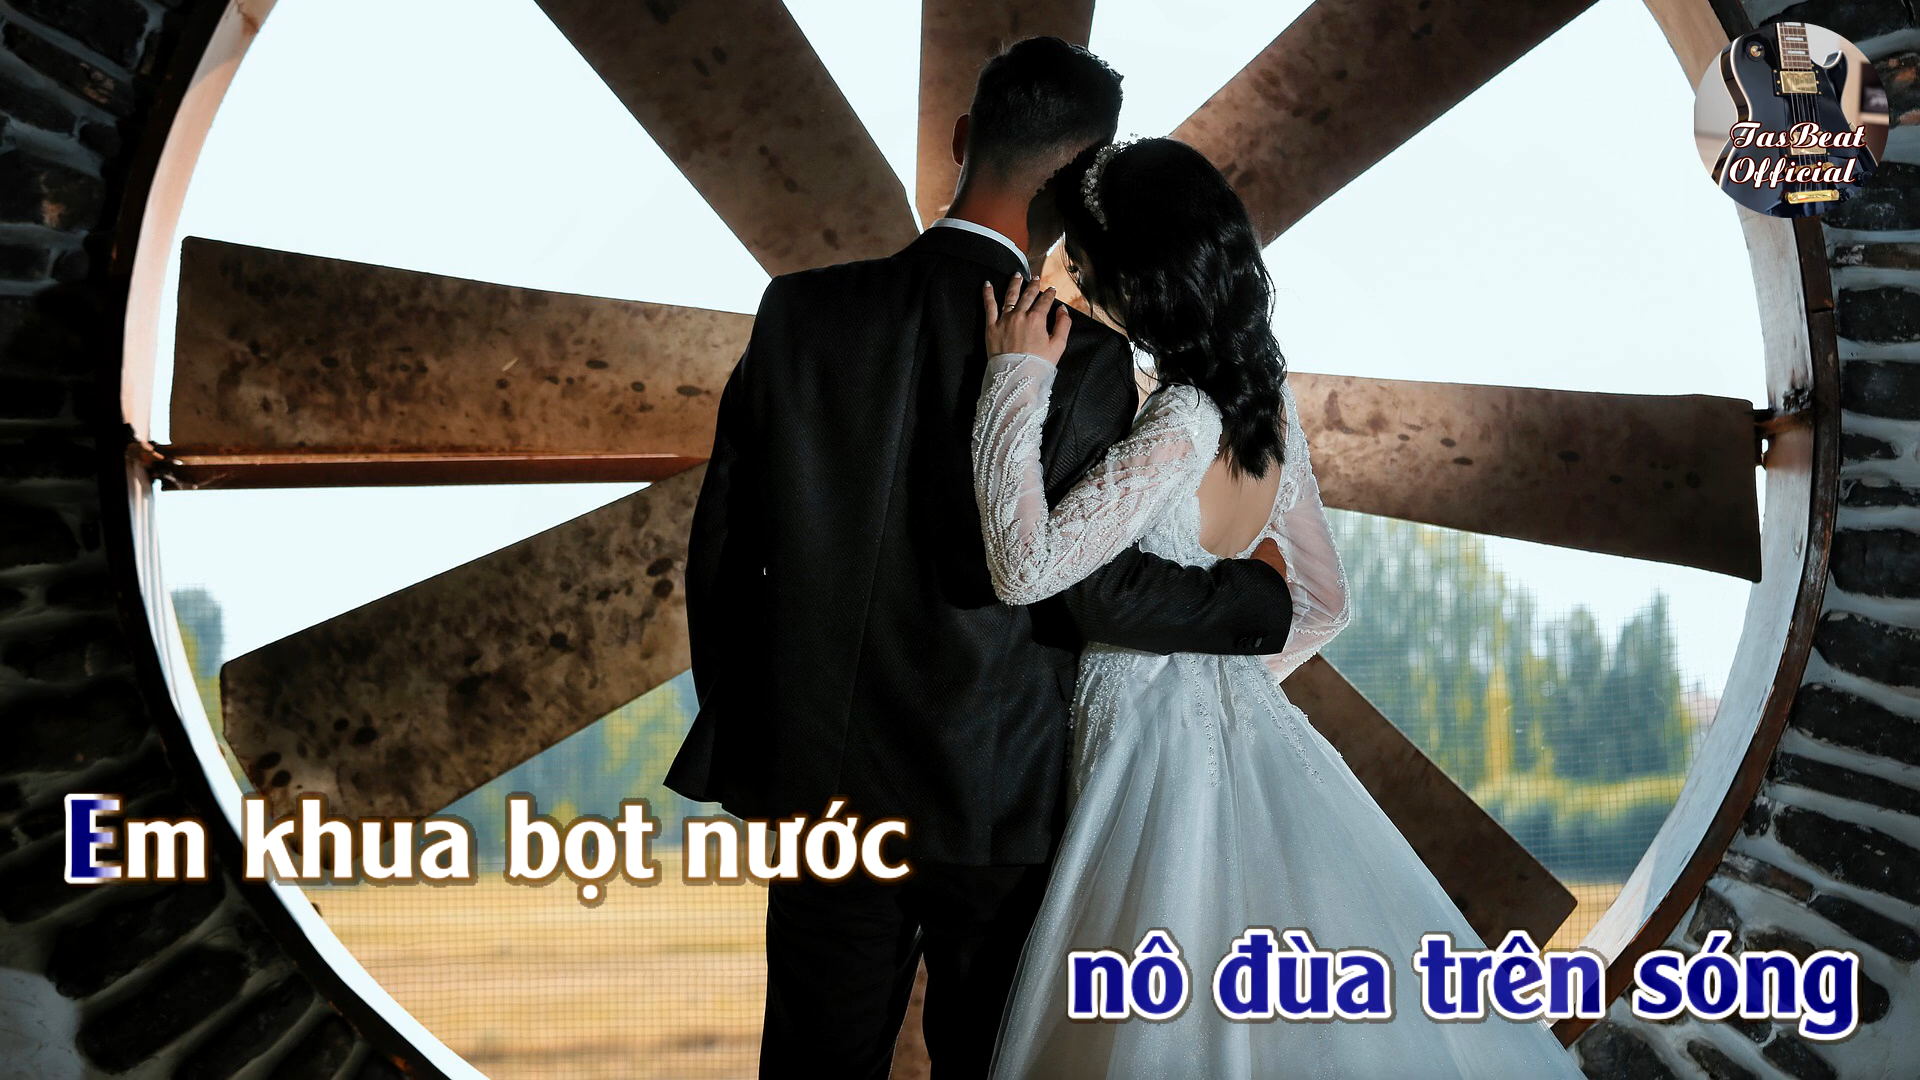 TasBeat
Official
Em khua bọt nước
nô đùa trên sóng